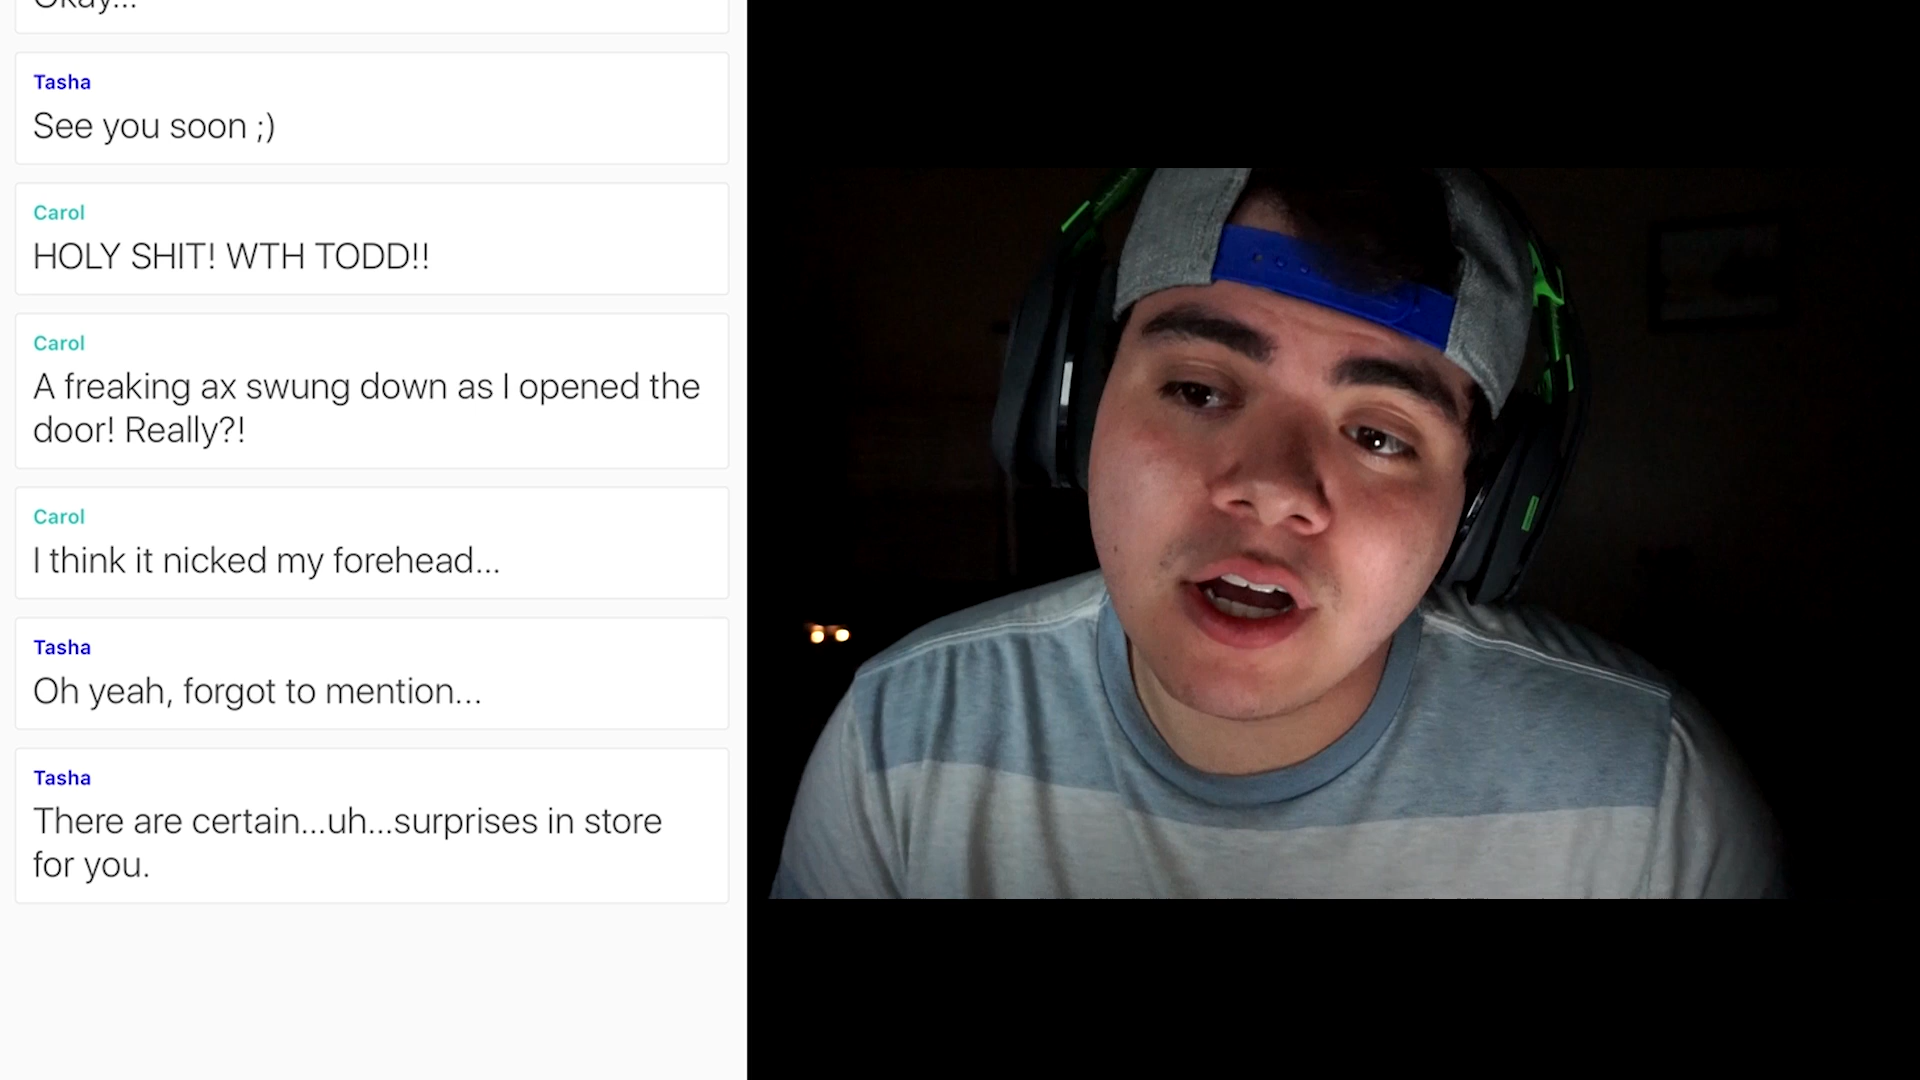 Okay...
Tasha
See you soon ;)
Carol
HOLY SHIT! WTH TODD!!
Carol
A freaking ax swung down as I opened the
door! Really?!
Carol
I think it nicked my forehead...
Tasha
Oh yeah, forgot to mention...
Tasha
There are certain...uh...surprises in store
for you.